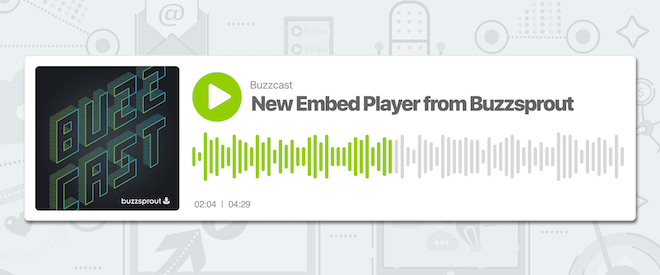 BUZZ
CAST
buzzsprout
Buzzcast
New Embed Player from Buzzsprout
02:04 | 04:29